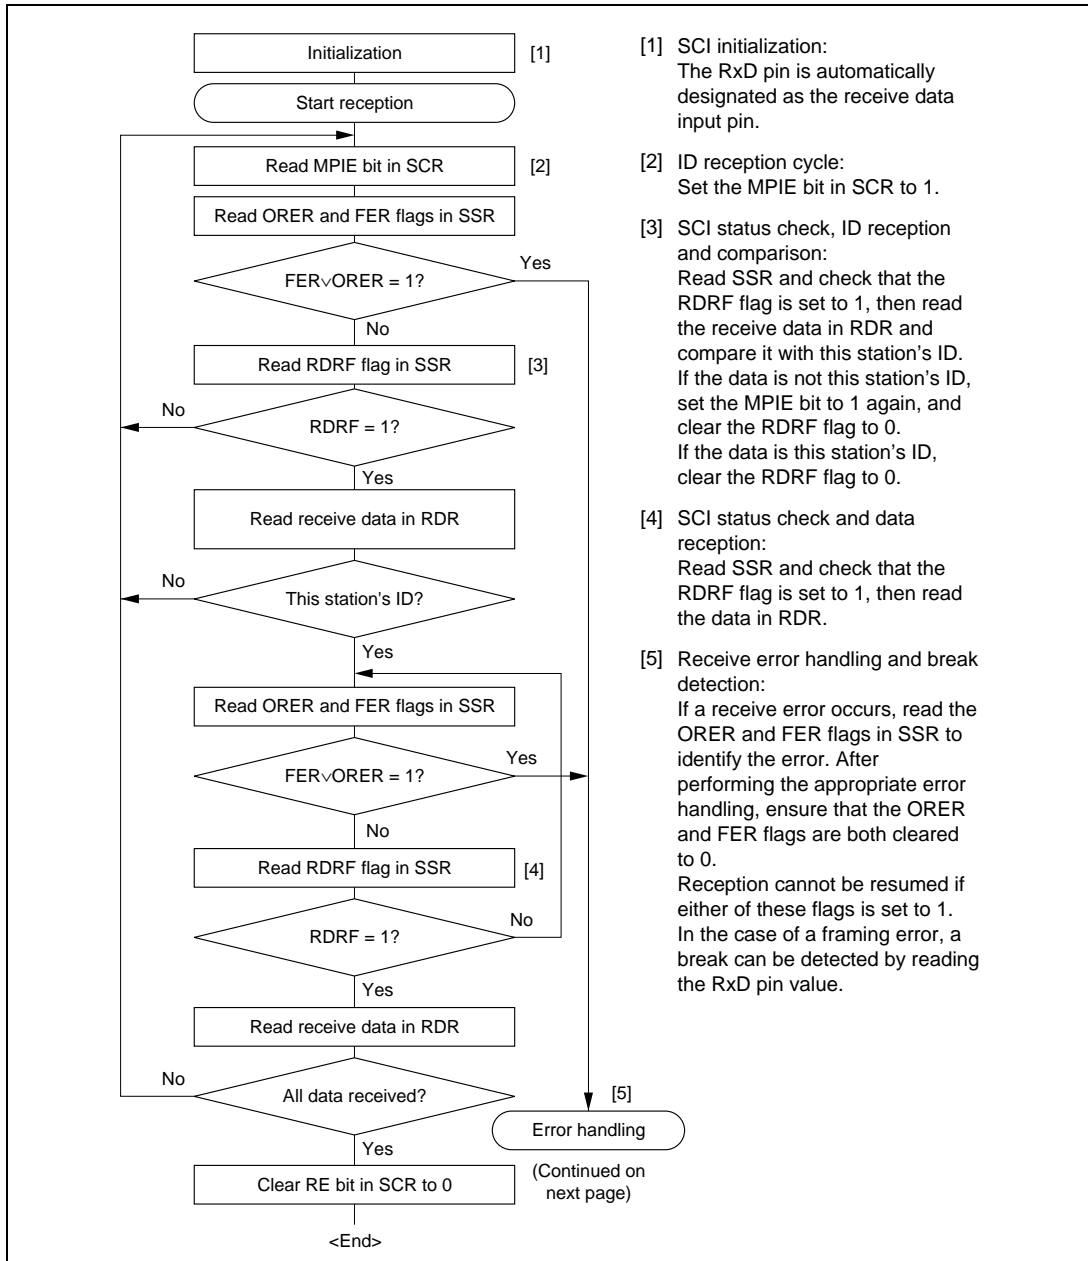 Initialization
[1]
Start reception
Read MPIE bit in SCR
[2]
Read ORER and FER flags in SSR
Yes
FER∨ORER = 1?
No
Read RDRF flag in SSR
[3]
No
RDRF = 1?
Yes
Read receive data in RDR
No
This station's ID?
Yes
Read ORER and FER flags in SSR
Yes
FER∨ORER = 1?
No
Read RDRF flag in SSR
[4]
No
RDRF = 1?
Yes
Read receive data in RDR
No
All data received?
[5]
Error handling
Yes
(Continued on
next page)
Clear RE bit in SCR to 0
<End>
[1] SCI initialization:
The RxD pin is automatically
designated as the receive data
input pin.
[2] ID reception cycle:
Set the MPIE bit in SCR to 1.
[3] SCI status check, ID reception
and comparison:
Read SSR and check that the
RDRF flag is set to 1, then read
the receive data in RDR and
compare it with this station's ID.
If the data is not this station's ID,
set the MPIE bit to 1 again, and
clear the RDRF flag to 0.
If the data is this station's ID,
clear the RDRF flag to 0.
[4] SCI status check and data
reception:
Read SSR and check that the
RDRF flag is set to 1, then read
the data in RDR.
[5] Receive error handling and break
detection:
If a receive error occurs, read the
ORER and FER flags in SSR to
identify the error. After
performing the appropriate error
handling, ensure that the ORER
and FER flags are both cleared
to 0.
Reception cannot be resumed if
either of these flags is set to 1.
In the case of a framing error, a
break can be detected by reading
the RxD pin value.